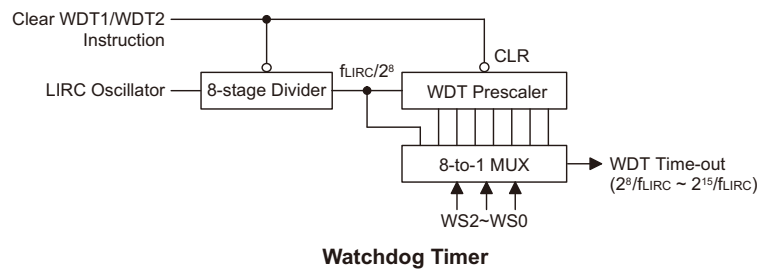 Clear WDT1/WDT2
Instruction
CLR
fLIRC/2⁸
LIRC Oscillator
8-stage Divider
WDT Prescaler
8-to-1 MUX
WDT Time-out
(2⁸/fLIRC ~ 2¹⁵/fLIRC)
WS2~WS0
Watchdog Timer